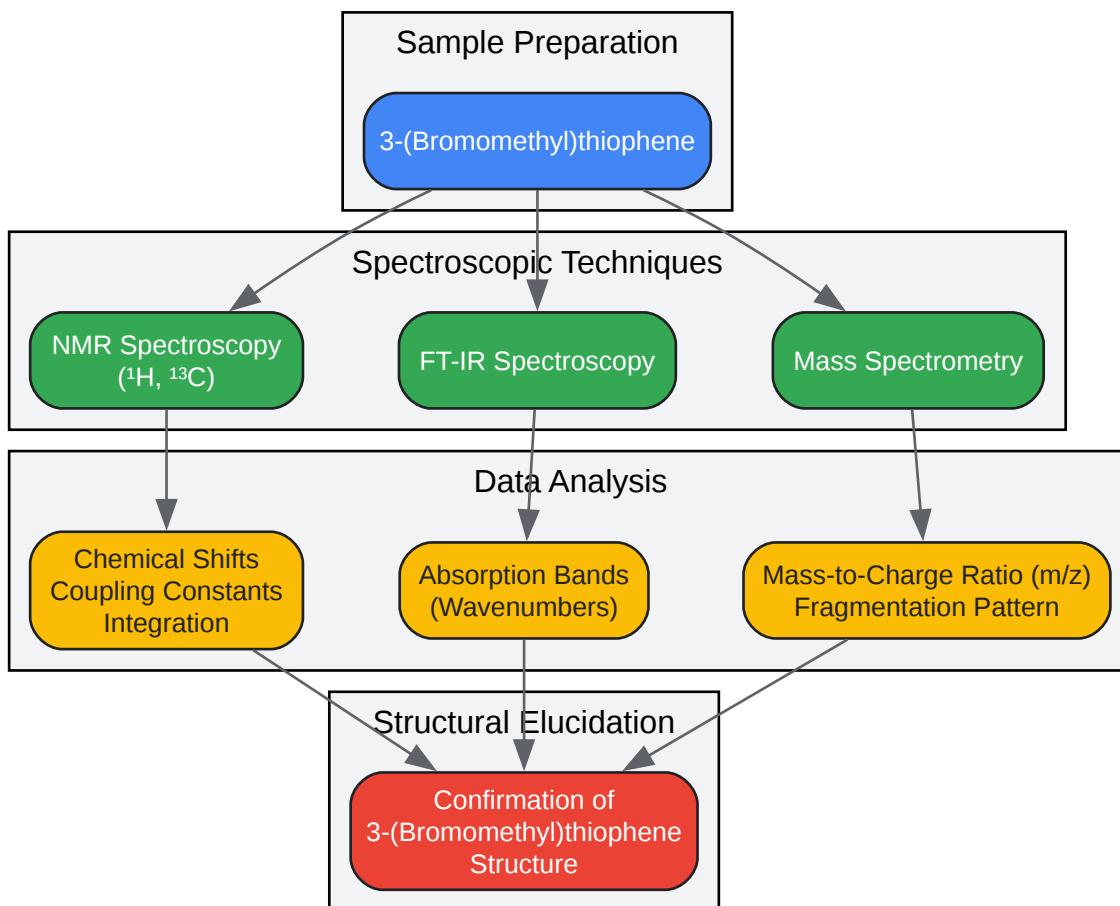 Sample Preparation
3-(Bromomethyl)thiophene
Spectroscopic Techniques
NMR Spectroscopy
(¹H, ¹³C)
FT-IR Spectroscopy
Mass Spectrometry
Data Analysis
Chemical Shifts
Coupling Constants
Integration
Absorption Bands
(Wavenumbers)
Mass-to-Charge Ratio (m/z)
Fragmentation Pattern
Structural Elucidation
Confirmation of
3-(Bromomethyl)thiophene
Structure